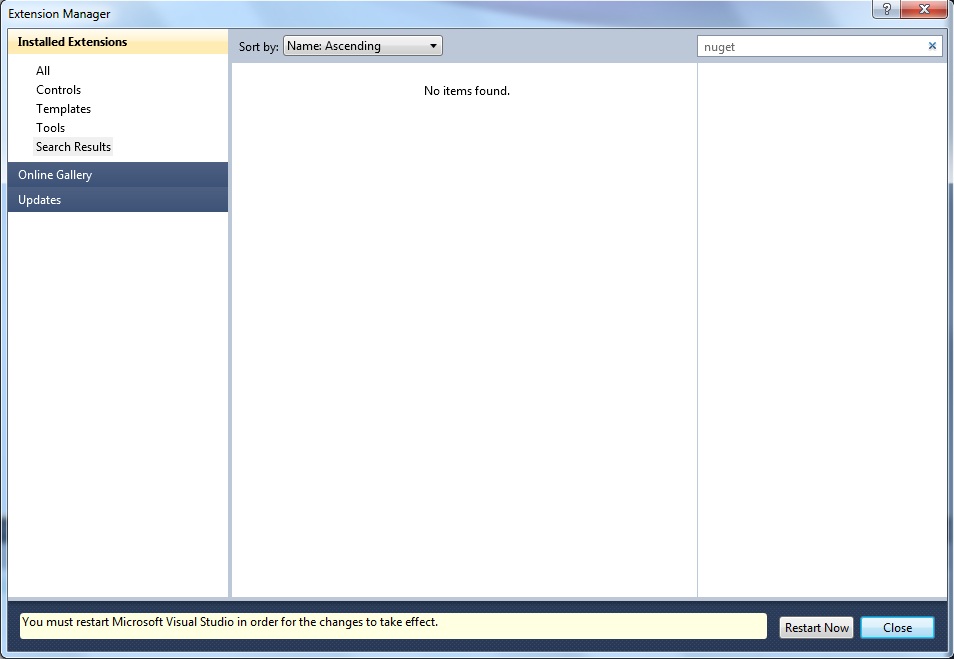 Extension Manager
?
Installed Extensions
All
Controls
Templates
Tools
Search Results
Online Gallery
Updates
Sort by: Name: Ascending
nuget
No items found.
You must restart Microsoft Visual Studio in order for the changes to take effect.
Restart Now
Close